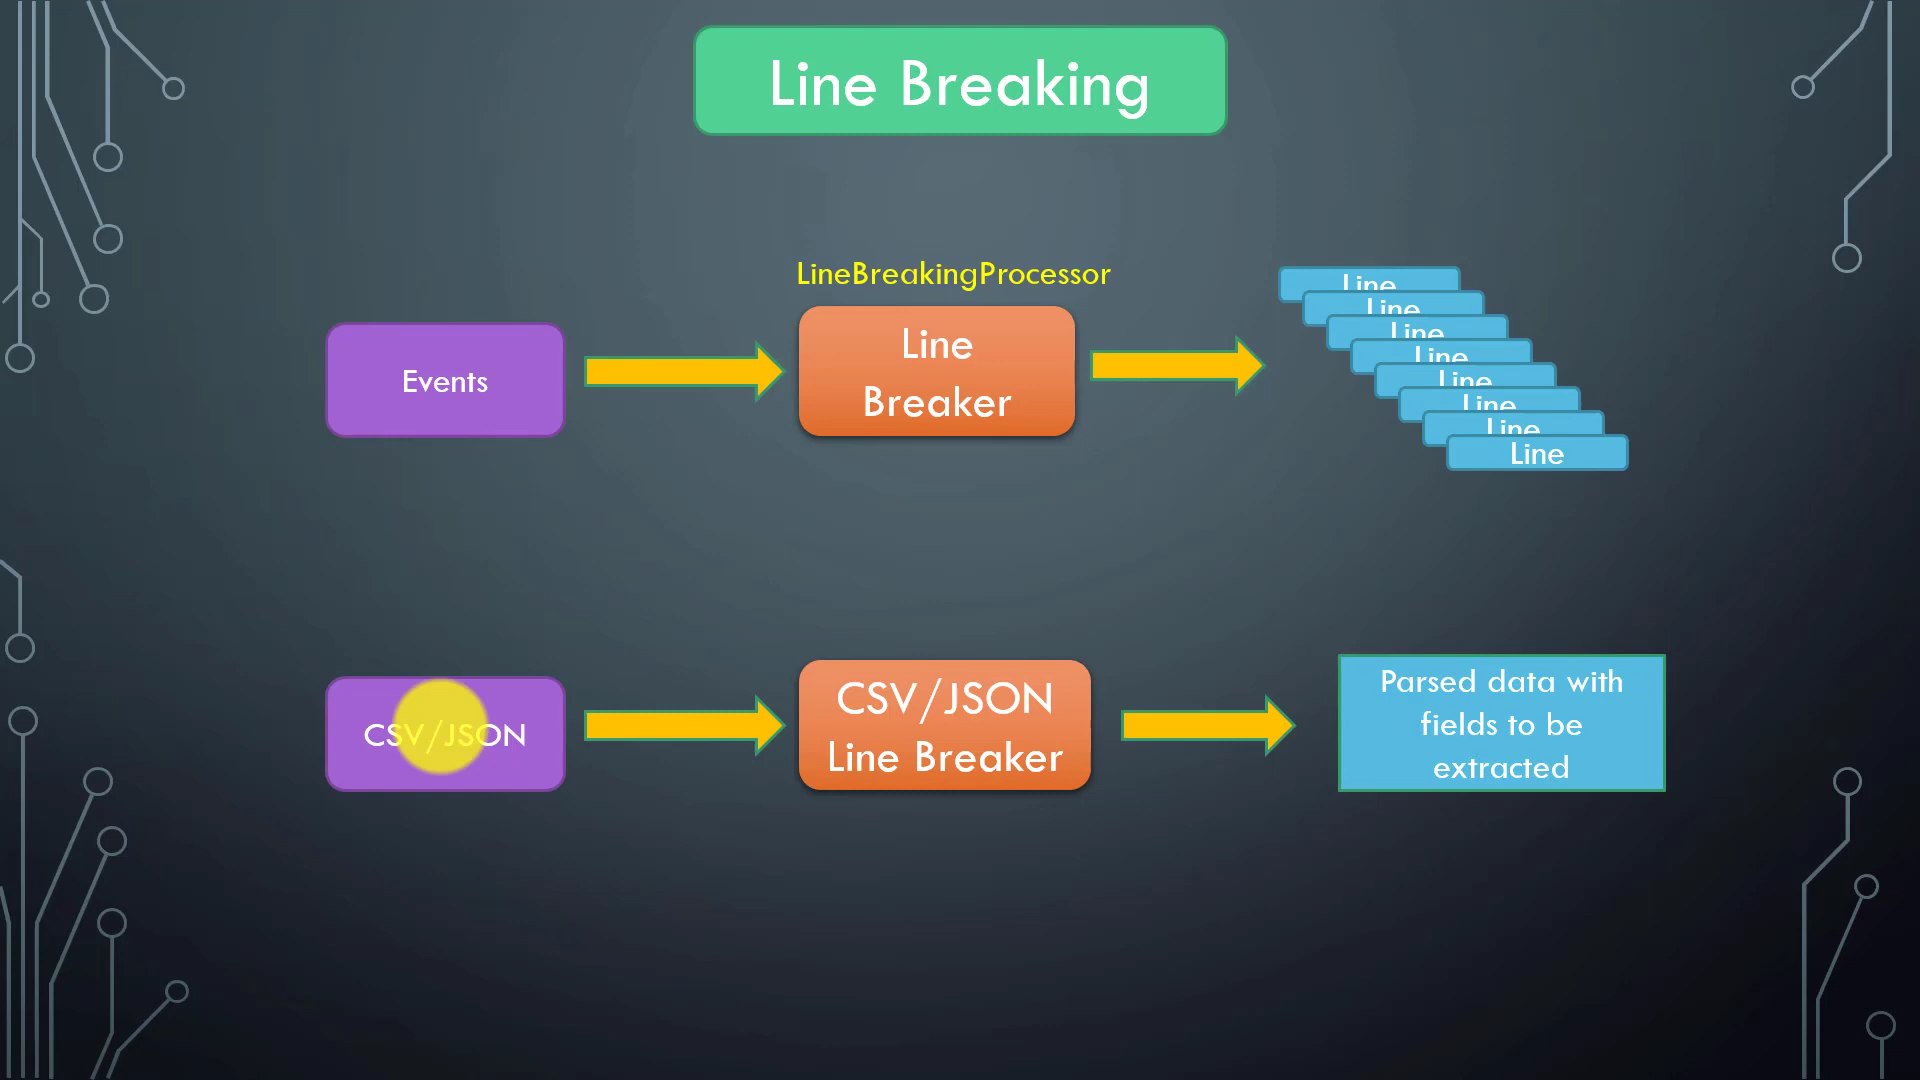 Line Breaking
LineBreakingProcessor
Events
Line
Breaker
Line
Line
Line
Line
Line
Line
Line
Line
CSV/JSON
CSV/JSON
Line Breaker
Parsed data with
fields to be
extracted